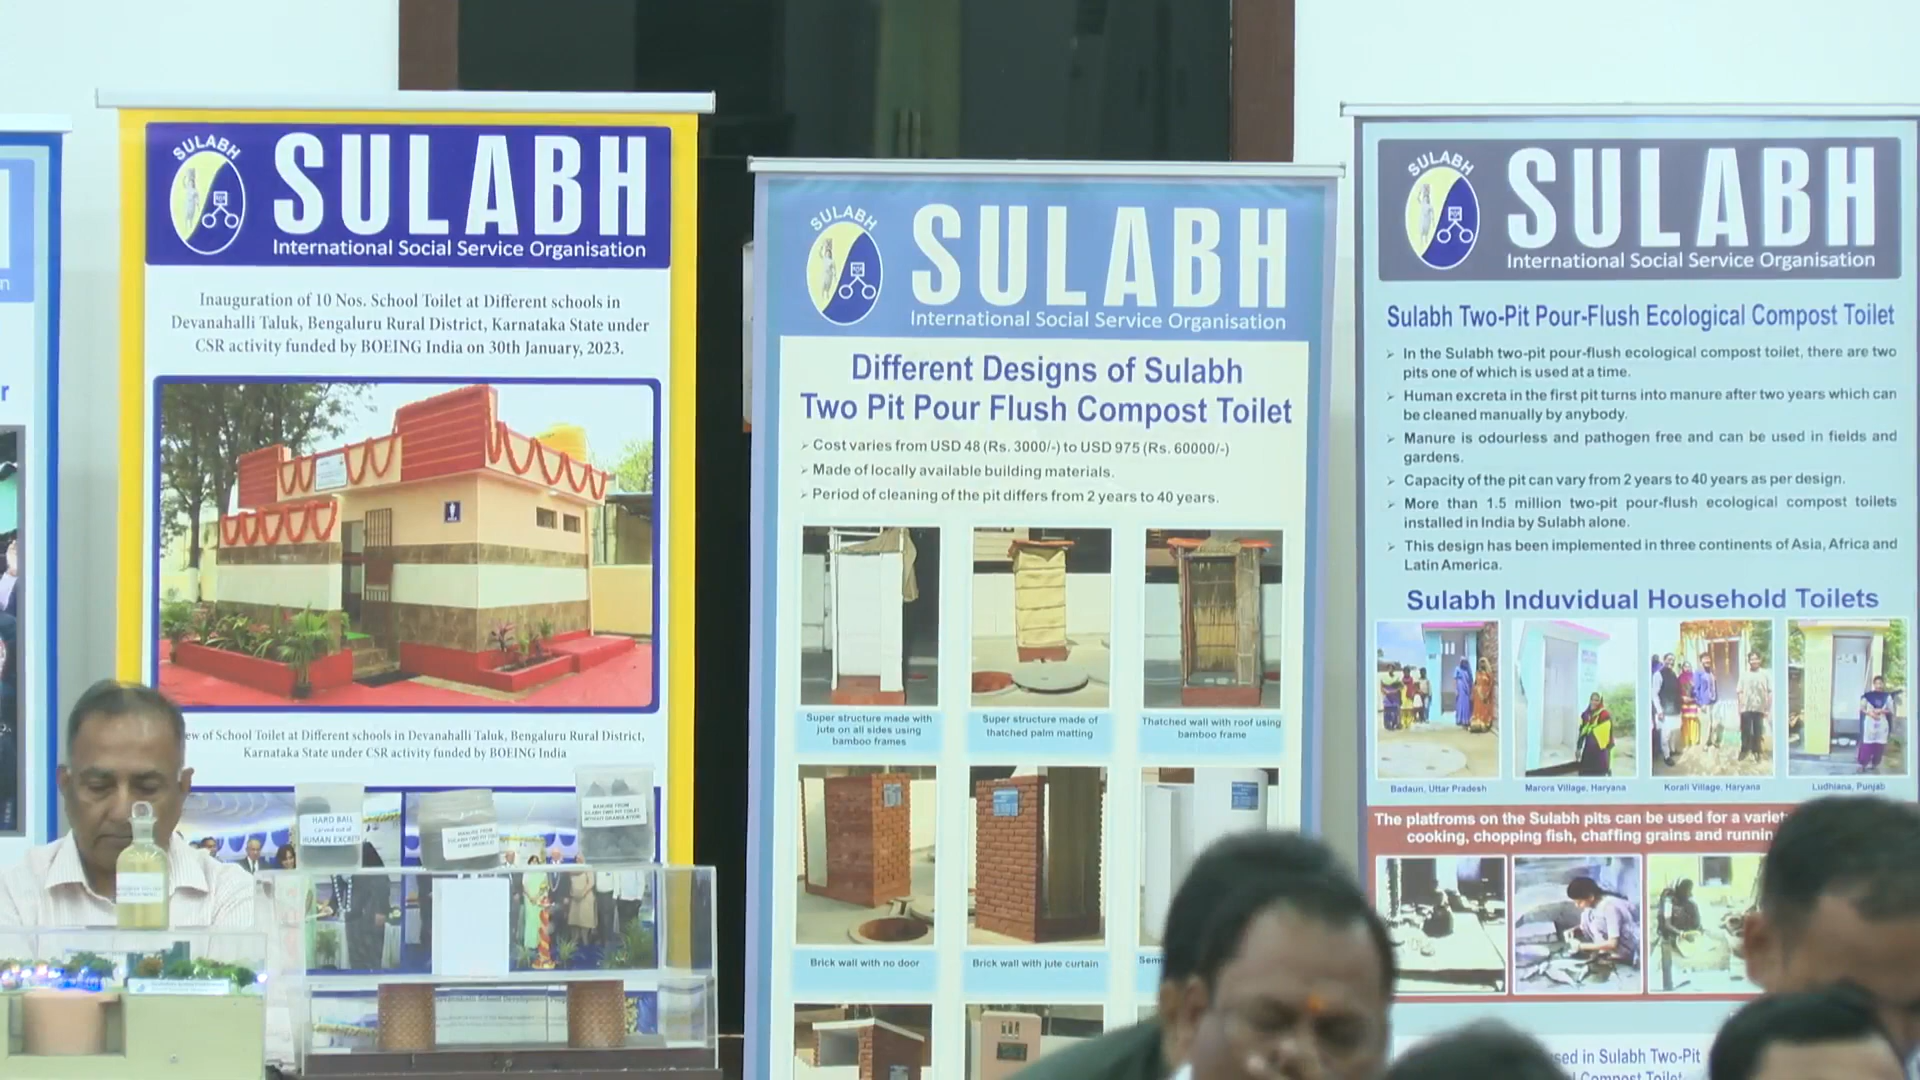 SULABH
SULABH
International Social Service Organisation
Inauguration of 10 Nos. School Toilet at Different schools in
Devanahalli Taluk, Bengaluru Rural District, Karnataka State under
CSR activity funded by BOEING India on 30th January, 2023.
ew of School Toilet at Different schools in Devanahalli Taluk, Bengaluru Rural District,
Karnataka State under CSR activity funded by BOEING India
HARD BALL
Carved out of
HUMAN EXCRETA
MANURE FROM
SULABH TWO PIT TOILET
SULABH
SULABH
International Social Service Organisation
Different Designs of Sulabh
Two Pit Pour Flush Compost Toilet
Cost varies from USD 48 (Rs. 3000/-) to USD 975 (Rs. 60000/-)
Made of locally available building materials.
Period of cleaning of the pit differs from 2 years to 40 years.
Super structure made with
jute on all sides using
bamboo frames
Super structure made of
thatched palm matting
Thatched wall with roof using
bamboo frame
Brick wall with no door
Brick wall with jute curtain
Sem
SULABH
SULABH
International Social Service Organisation
Sulabh Two-Pit Pour-Flush Ecological Compost Toilet
In the Sulabh two-pit pour-flush ecological compost toilet, there are two
pits one of which is used at a time.
Human excreta in the first pit turns into manure after two years which can
be cleaned manually by anybody.
Manure is odourless and pathogen free and can be used in fields and
gardens.
Capacity of the pit can vary from 2 years to 40 years as per design.
More than 1.5 million two-pit pour-flush ecological compost toilets
installed in India by Sulabh alone.
This design has been implemented in three continents of Asia, Africa and
Latin America.
Sulabh Induvidual Household Toilets
Badaun, Uttar Pradesh
Marora Village, Haryana
Korali Village, Haryana
Ludhiana, Punjab
The platfroms on the Sulabh pits can be used for a variet
cooking, chopping fish, chaffing grains and runnin
sed in Sulabh Two-Pit
Compost Toilet